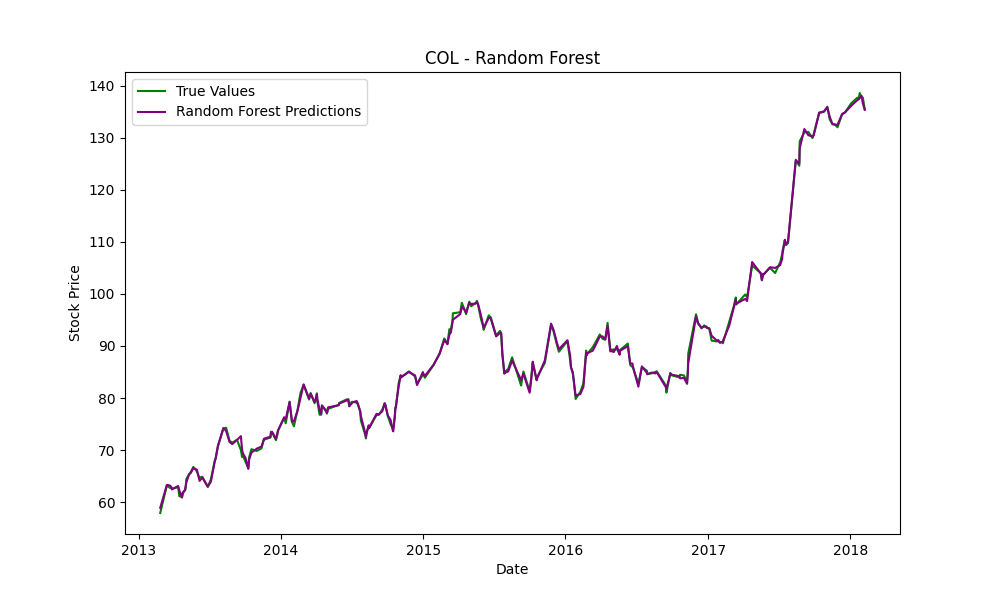 COL - Random Forest
True Values
Random Forest Predictions
140
130
120
110
100
90
80
70
60
Stock Price
2013 2014 2015 2016 2017 2018
Date